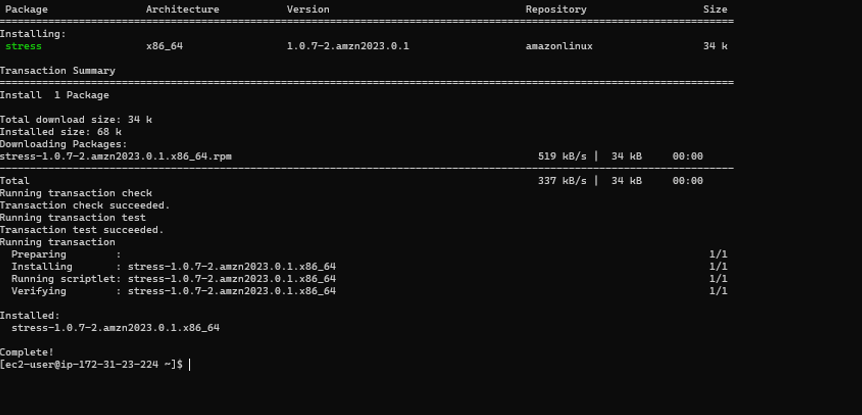 Package Architecture Version Repository Size
================================================================================
Installing:
stress x86_64 1.0.7-2.amzn2023.0.1 amazonlinux 34 k
Transaction Summary
================================================================================
Install 1 Package
Total download size: 34 k
Installed size: 68 k
Downloading Packages:
stress-1.0.7-2.amzn2023.0.1.x86_64.rpm 519 kB/s | 34 kB 00:00
--------------------------------------------------------------------------------
Total 337 kB/s | 34 kB 00:00
Running transaction check
Transaction check succeeded.
Running transaction test
Transaction test succeeded.
Running transaction
Preparing : 1/1
Installing : stress-1.0.7-2.amzn2023.0.1.x86_64 1/1
Running scriptlet: stress-1.0.7-2.amzn2023.0.1.x86_64 1/1
Verifying : stress-1.0.7-2.amzn2023.0.1.x86_64 1/1
Installed:
stress-1.0.7-2.amzn2023.0.1.x86_64
Complete!
[ec2-user@ip-172-31-23-224 ~]$